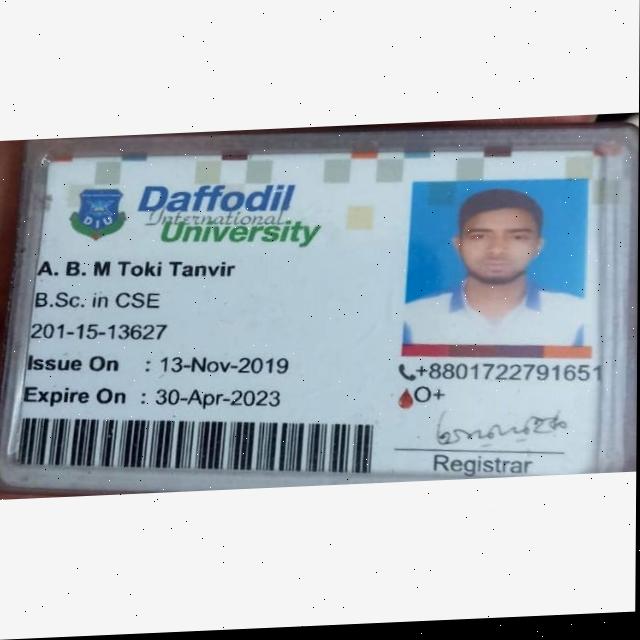 Daffodil
International
University
DIU
A. B. M Toki Tanvir
B.Sc. in CSE
201-15-13627
Issue On : 13-Nov-2019
Expire On : 30-Apr-2023
+8801722791651
O+
Registrar